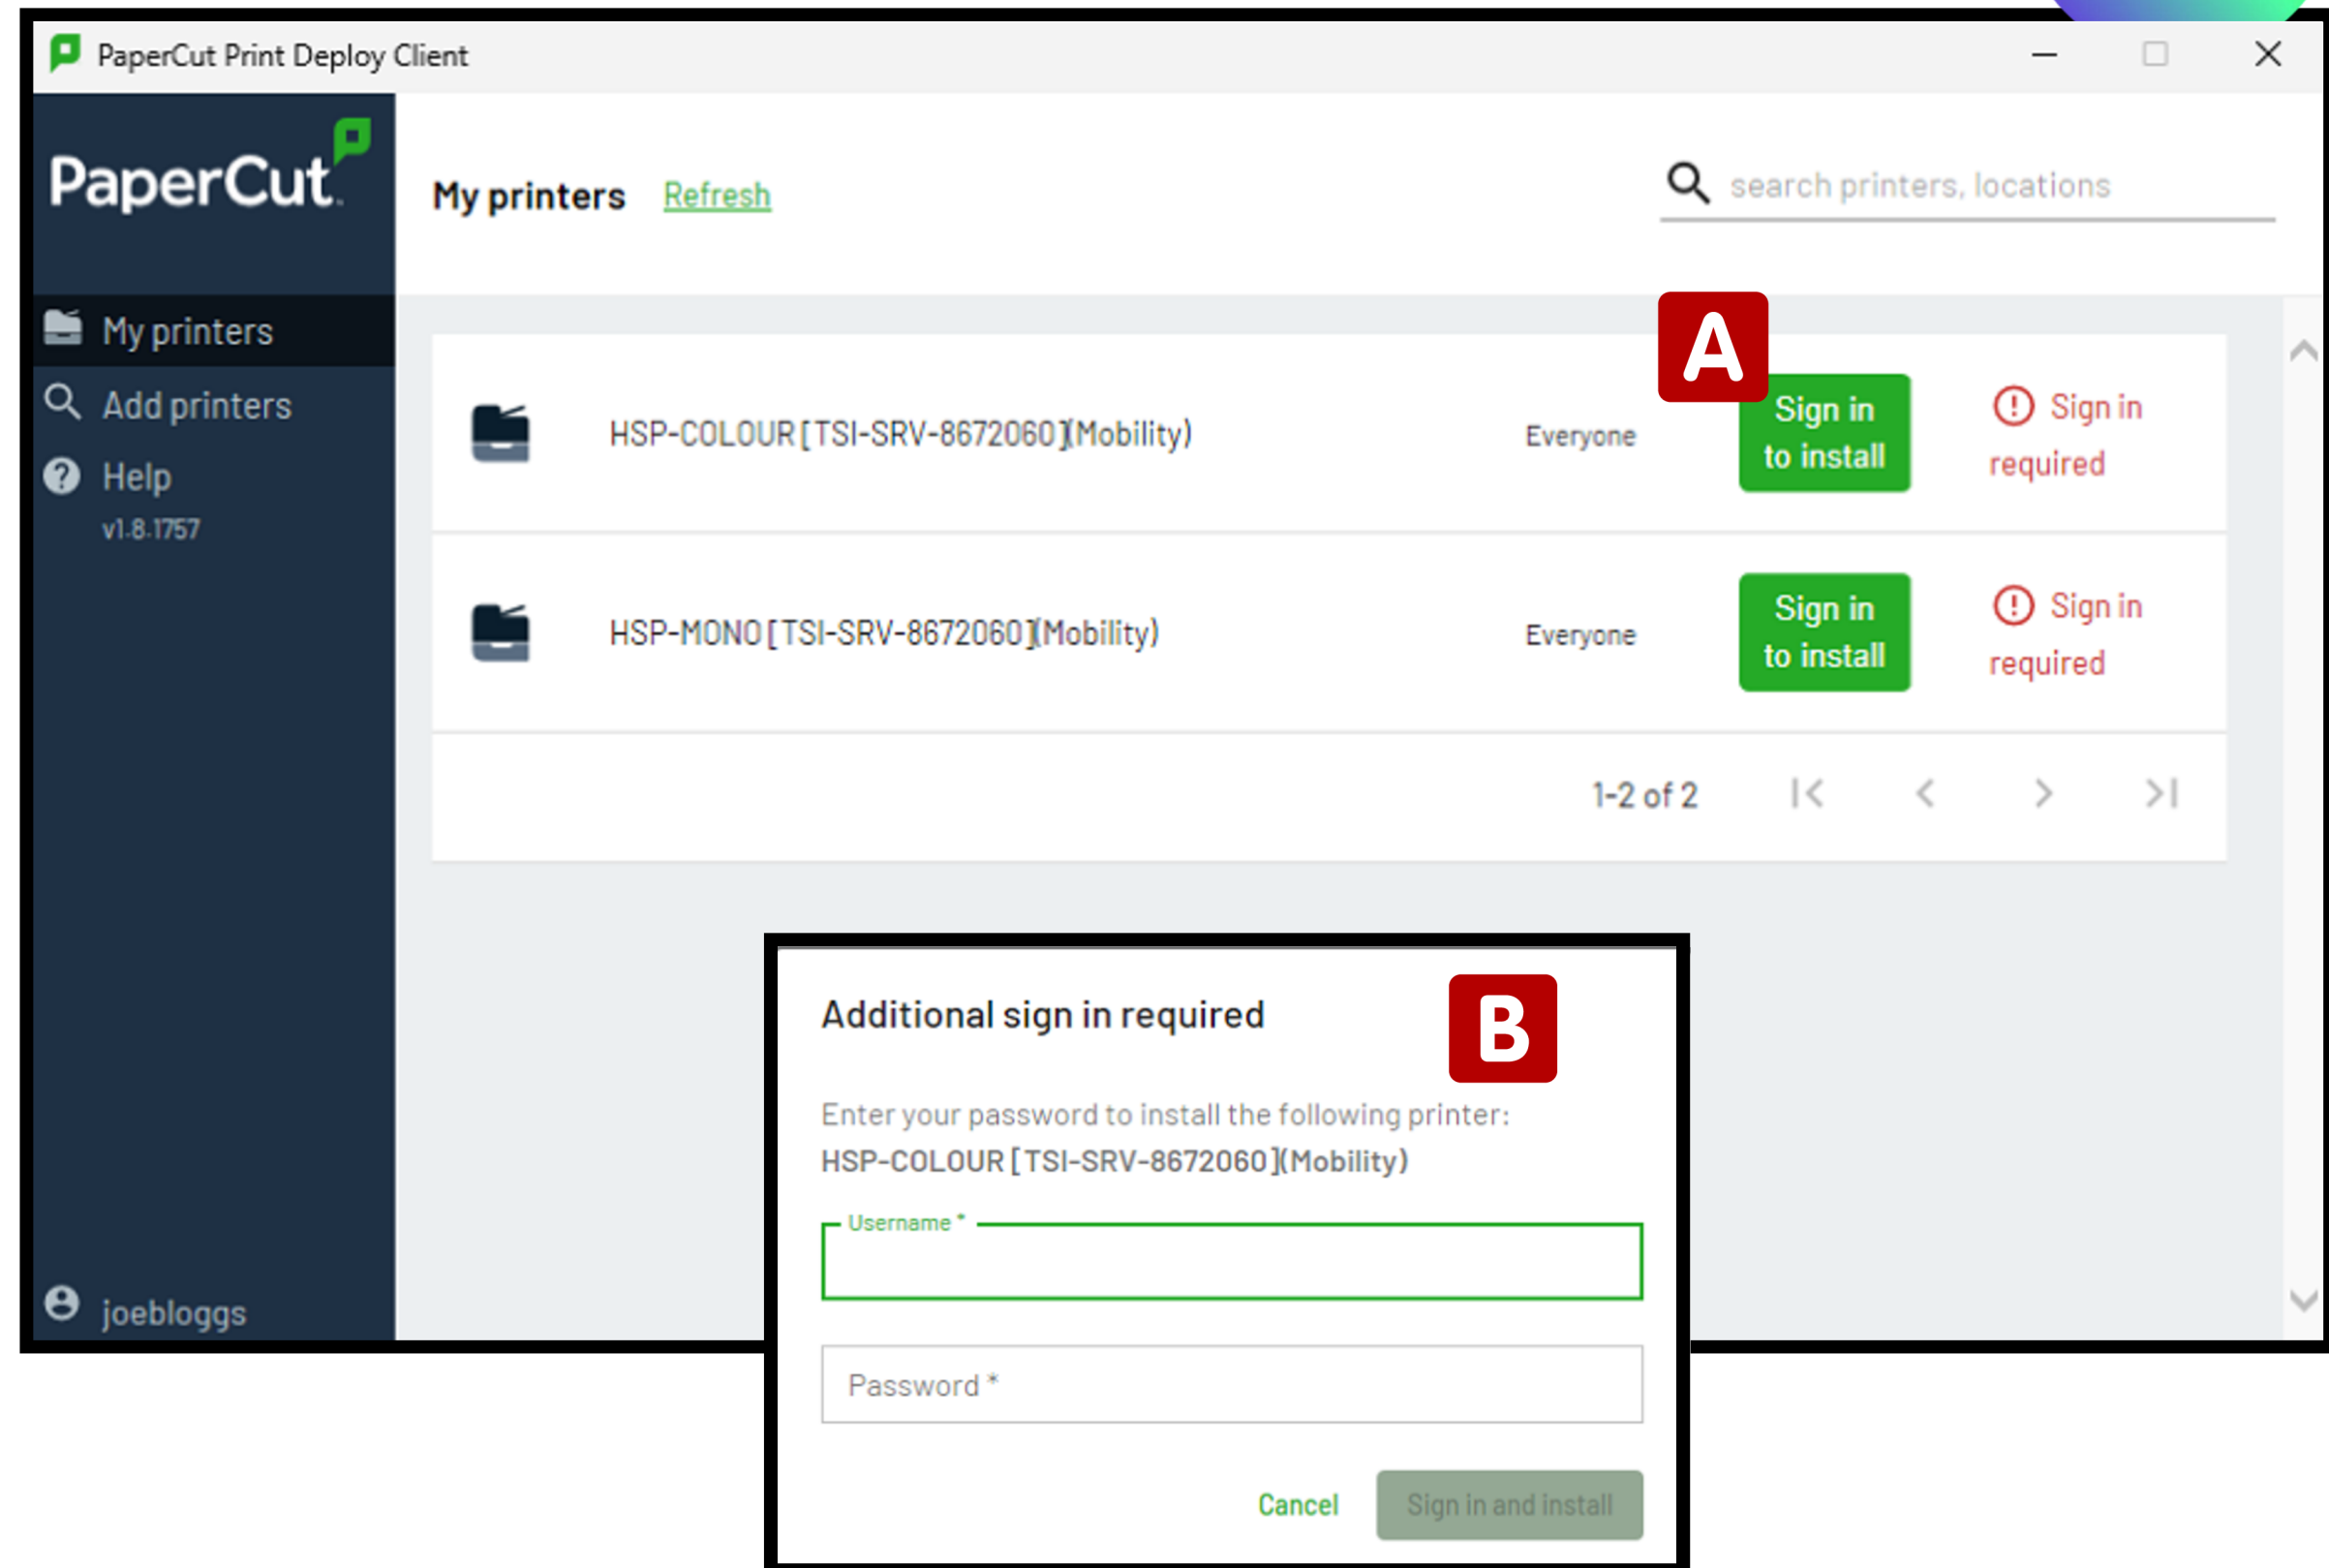 PaperCut Print Deploy Client
PaperCut
My printers
Refresh
search printers, locations
My printers
Add printers
Help
v1.8.1757
A
HSP-COLOUR [TSI-SRV-8672060](Mobility)
Everyone
Sign in
to install
Sign in
required
HSP-MONO [TSI-SRV-8672060](Mobility)
Everyone
Sign in
to install
Sign in
required
1-2 of 2
joebloggs
Additional sign in required
B
Enter your password to install the following printer:
HSP-COLOUR [TSI-SRV-8672060](Mobility)
Username *
Password *
Cancel
Sign in and install